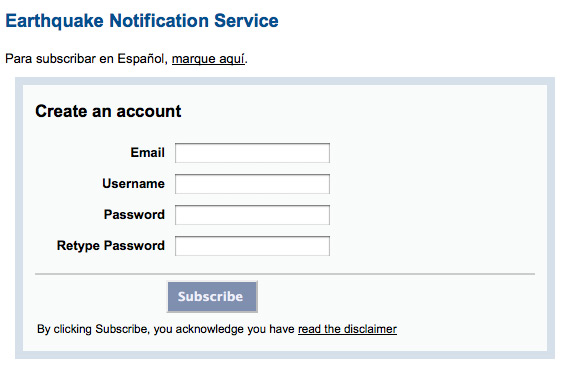 Earthquake Notification Service
Para subscribar en Español, marque aquí.
Create an account
Email
Username
Password
Retype Password
Subscribe
By clicking Subscribe, you acknowledge you have read the disclaimer